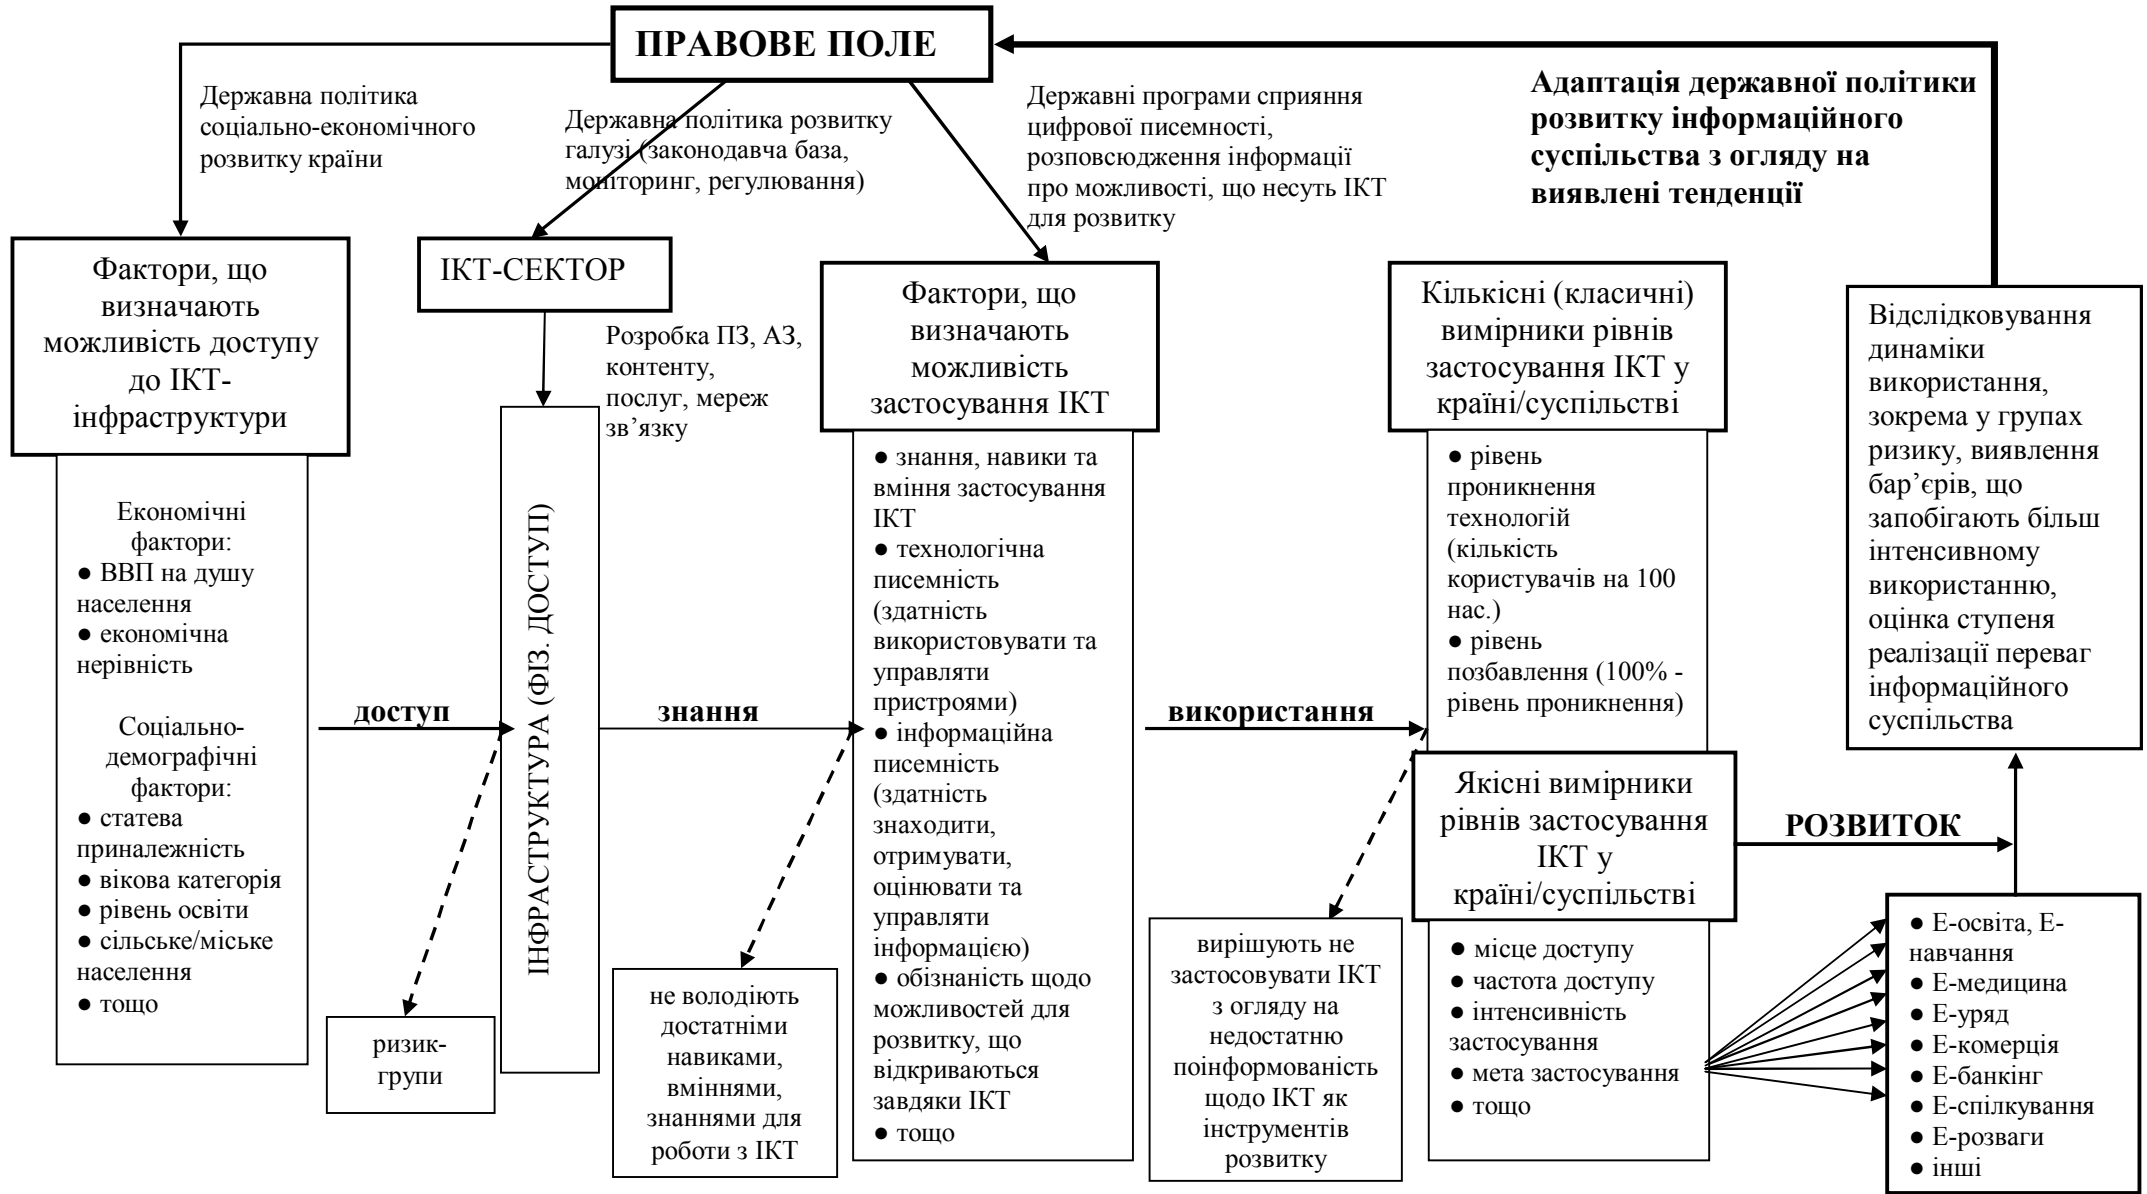 ПРАВОВЕ ПОЛЕ
Державна політика
соціально-економічного
розвитку країни
Державна політика розвитку
галузі (законодавча база,
моніторинг, регулювання)
Державні програми сприяння
цифрової писемності,
розповсюдження інформації
про можливості, що несуть ІКТ
для розвитку
Адаптація державної політики
розвитку інформаційного
суспільства з огляду на
виявлені тенденції
Фактори, що
визначають
можливість доступу
до ІКТ-
інфраструктури
Економічні
фактори:
● ВВП на душу
населення
● економічна
нерівність
Соціально-
демографічні
фактори:
● статева
приналежність
● вікова категорія
● рівень освіти
● сільське/міське
населення
● тощо
доступ
ризик-
групи
ІКТ-СЕКТОР
Розробка ПЗ, АЗ,
контенту,
послуг, мереж
зв’язку
ІНФРАСТРУКТУРА (ФІЗ. ДОСТУП)
знання
не володіють
достатніми
навиками,
вміннями,
знаннями для
роботи з ІКТ
Фактори, що
визначають
можливість
застосування ІКТ
● знання, навики та
вміння застосування
ІКТ
● технологічна
писемність
(здатність
використовувати та
управляти
пристроями)
● інформаційна
писемність
(здатність
знаходити,
отримувати,
оцінювати та
управляти
інформацією)
● обізнаність щодо
можливостей для
розвитку, що
відкриваються
завдяки ІКТ
● тощо
використання
вирішують не
застосовувати ІКТ
з огляду на
недостатню
поінформованість
щодо ІКТ як
інструментів
розвитку
Кількісні (класичні)
вимірники рівнів
застосування ІКТ у
країні/суспільстві
● рівень
проникнення
технологій
(кількість
користувачів на 100
нас.)
● рівень
позбавлення (100% -
рівень проникнення)
Якісні вимірники
рівнів застосування
ІКТ у
країні/суспільстві
● місце доступу
● частота доступу
● інтенсивність
застосування
● мета застосування
● тощо
РОЗВИТОК
Відслідковування
динаміки
використання,
зокрема у групах
ризику, виявлення
бар’єрів, що
запобігають більш
інтенсивному
використанню,
оцінка ступеня
реалізації переваг
інформаційного
суспільства
● Е-освіта, Е-
навчання
● Е-медицина
● Е-уряд
● Е-комерція
● Е-банкінг
● Е-спілкування
● Е-розваги
● інші